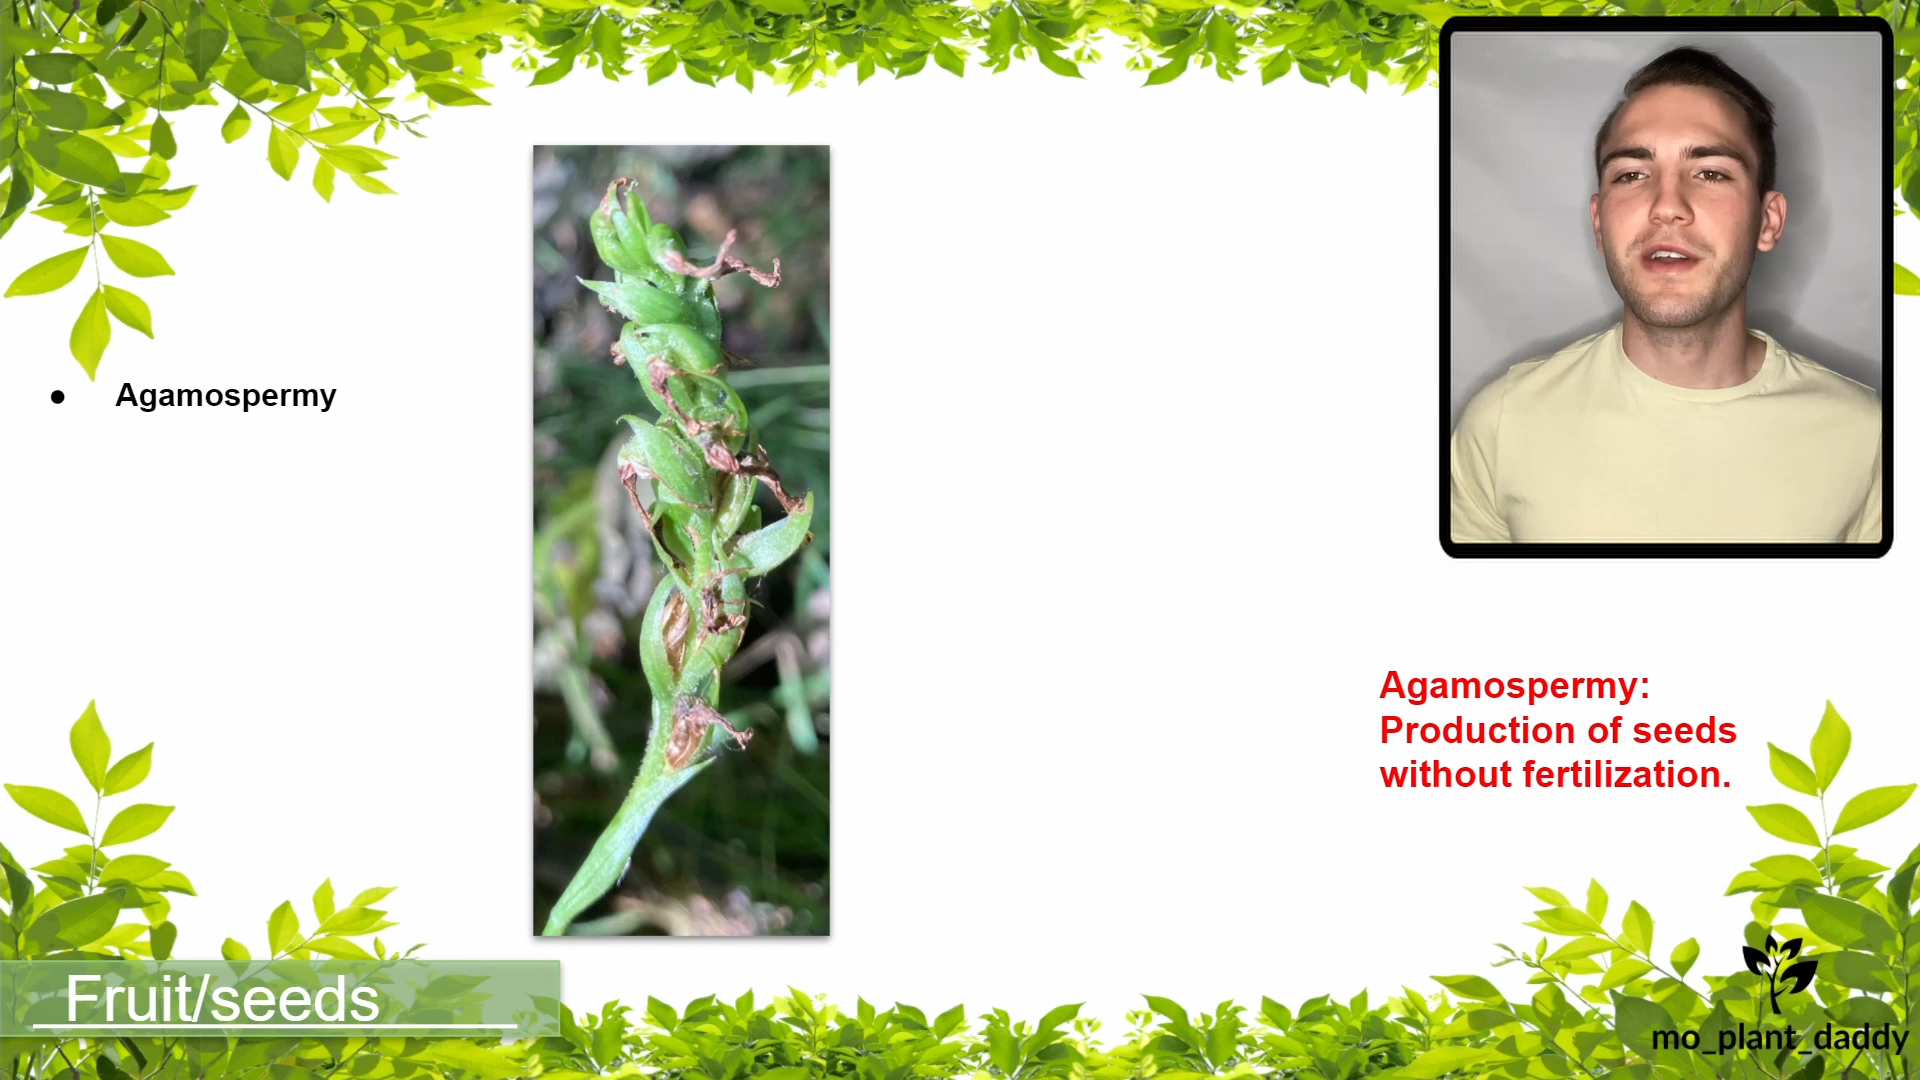 ● Agamospermy
Agamospermy:
Production of seeds
without fertilization.
Fruit/seeds
mo_plant_daddy